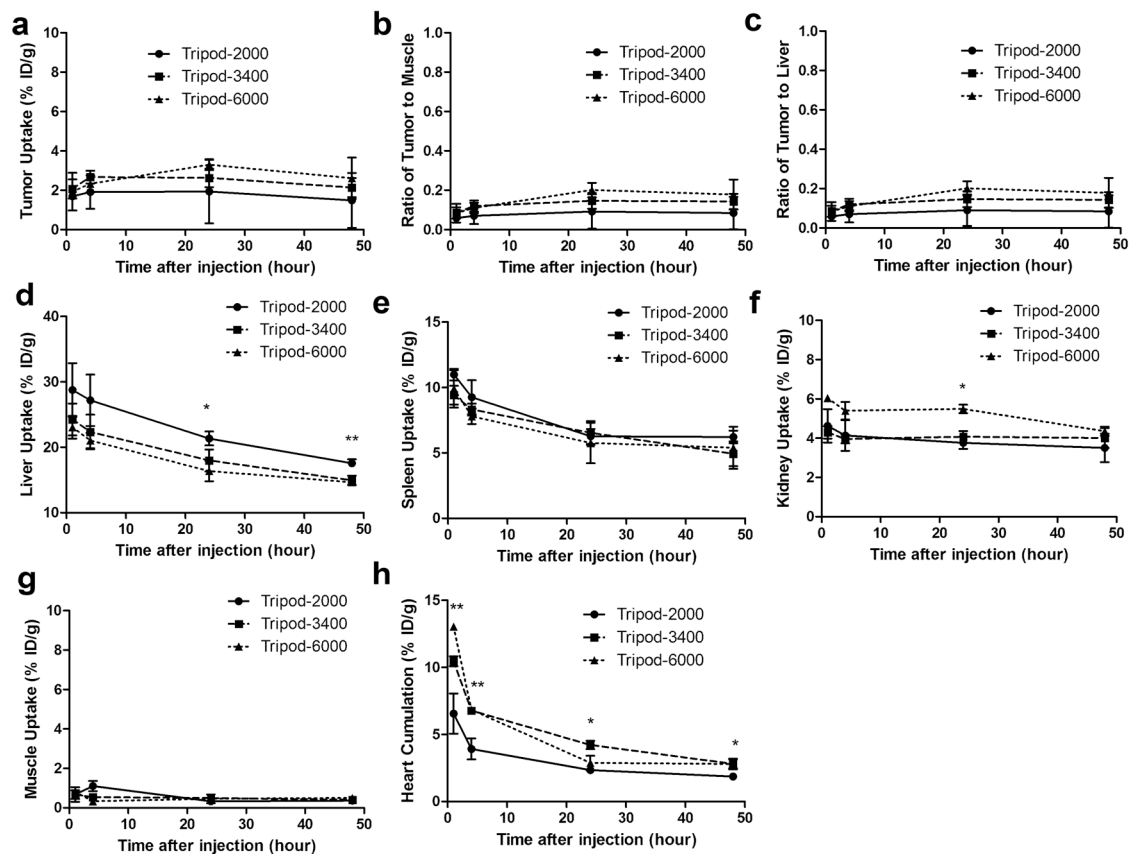 a
Tumor Uptake (% ID/g)
10
8
6
4
2
0
0 10 20 30 40 50
Time after injection (hour)
Tripod-2000
Tripod-3400
Tripod-6000
b
Ratio of Tumor to Muscle
1.0
0.8
0.6
0.4
0.2
0.0
0 10 20 30 40 50
Time after injection (hour)
Tripod-2000
Tripod-3400
Tripod-6000
c
Ratio of Tumor to Liver
1.0
0.8
0.6
0.4
0.2
0.0
0 10 20 30 40 50
Time after injection (hour)
Tripod-2000
Tripod-3400
Tripod-6000
d
Liver Uptake (% ID/g)
40
30
20
10
0 10 20 30 40 50
Time after injection (hour)
Tripod-2000
Tripod-3400
Tripod-6000
*
**
e
Spleen Uptake (% ID/g)
15
10
5
0
0 10 20 30 40 50
Time after injection (hour)
Tripod-2000
Tripod-3400
Tripod-6000
f
Kidney Uptake (% ID/g)
10
8
6
4
2
0
0 10 20 30 40 50
Time after injection (hour)
Tripod-2000
Tripod-3400
Tripod-6000
*
g
Muscle Uptake (% ID/g)
10
8
6
4
2
0
0 10 20 30 40 50
Time after injection (hour)
Tripod-2000
Tripod-3400
Tripod-6000
h
Heart Cumulation (% ID/g)
15
10
5
0
0 10 20 30 40 50
Time after injection (hour)
Tripod-2000
Tripod-3400
Tripod-6000
**
**
*
*